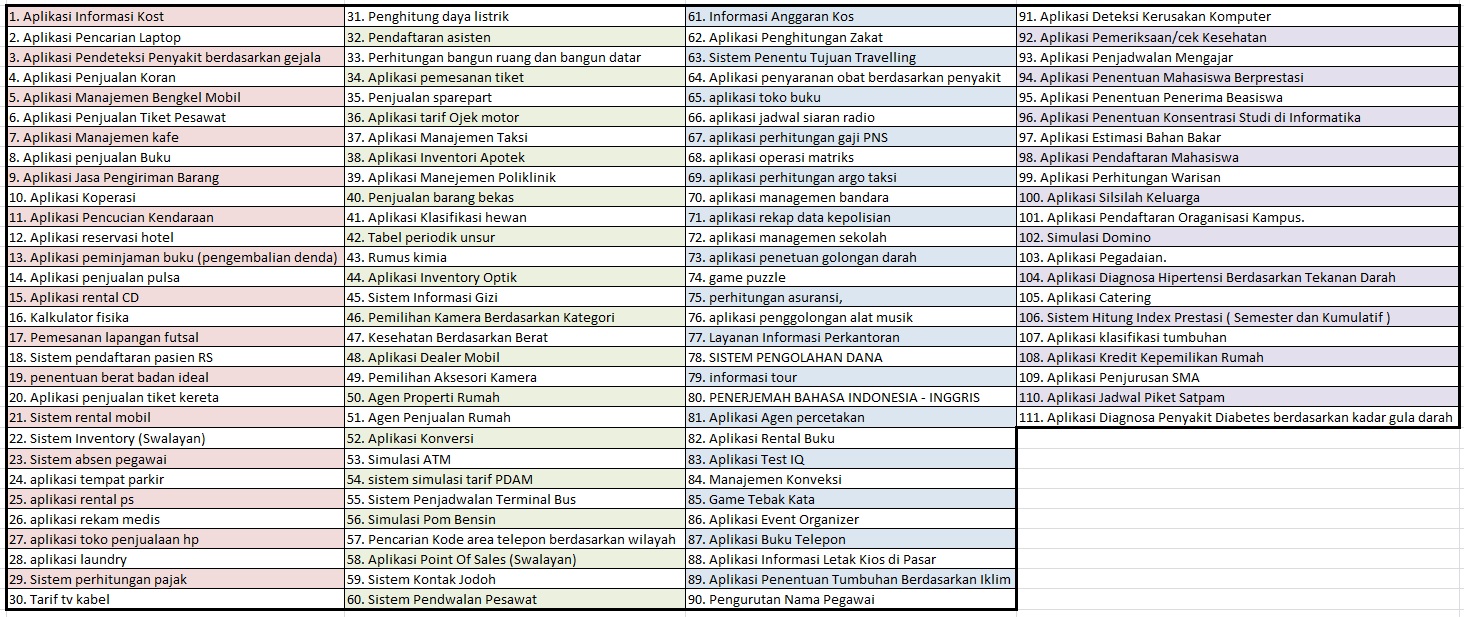 1. Aplikasi Informasi Kost
2. Aplikasi Pencarian Laptop
3. Aplikasi Pendeteksi Penyakit berdasarkan gejala
4. Aplikasi Penjualan Koran
5. Aplikasi Manajemen Bengkel Mobil
6. Aplikasi Penjualan Tiket Pesawat
7. Aplikasi Manajemen kafe
8. Aplikasi penjualan Buku
9. Aplikasi Jasa Pengiriman Barang
10. Aplikasi Koperasi
11. Aplikasi Pencucian Kendaraan
12. Aplikasi reservasi hotel
13. Aplikasi peminjaman buku (pengembalian denda)
14. Aplikasi penjualan pulsa
15. Aplikasi rental CD
16. Kalkulator fisika
17. Pemesanan lapangan futsal
18. Sistem pendaftaran pasien RS
19. penentuan berat badan ideal
20. Aplikasi penjualan tiket kereta
21. Sistem rental mobil
22. Sistem Inventory (Swalayan)
23. Sistem absen pegawai
24. aplikasi tempat parkir
25. aplikasi rental ps
26. aplikasi rekam medis
27. aplikasi toko penjualaan hp
28. aplikasi laundry
29. Sistem perhitungan pajak
30. Tarif tv kabel
31. Penghitung daya listrik
32. Pendaftaran asisten
33. Perhitungan bangun ruang dan bangun datar
34. Aplikasi pemesanan tiket
35. Penjualan sparepart
36. Aplikasi tarif Ojek motor
37. Aplikasi Manajemen Taksi
38. Aplikasi Inventori Apotek
39. Aplikasi Manejemen Poliklinik
40. Penjualan barang bekas
41. Aplikasi Klasifikasi hewan
42. Tabel periodik unsur
43. Rumus kimia
44. Aplikasi Inventory Optik
45. Sistem Informasi Gizi
46. Pemilihan Kamera Berdasarkan Kategori
47. Kesehatan Berdasarkan Berat
48. Aplikasi Dealer Mobil
49. Pemilihan Aksesori Kamera
50. Agen Properti Rumah
51. Agen Penjualan Rumah
52. Aplikasi Konversi
53. Simulasi ATM
54. sistem simulasi tarif PDAM
55. Sistem Penjadwalan Terminal Bus
56. Simulasi Pom Bensin
57. Pencarian Kode area telepon berdasarkan wilayah
58. Aplikasi Point Of Sales (Swalayan)
59. Sistem Kontak Jodoh
60. Sistem Pendwalan Pesawat
61. Informasi Anggaran Kos
62. Aplikasi Penghitungan Zakat
63. Sistem Penentu Tujuan Travelling
64. Aplikasi penyaranan obat berdasarkan penyakit
65. aplikasi toko buku
66. aplikasi jadwal siaran radio
67. aplikasi perhitungan gaji PNS
68. aplikasi operasi matriks
69. aplikasi perhitungan argo taksi
70. aplikasi managemen bandara
71. aplikasi rekap data kepolisian
72. aplikasi managemen sekolah
73. aplikasi penetuan golongan darah
74. game puzzle
75. perhitungan asuransi,
76. aplikasi penggolongan alat musik
77. Layanan Informasi Perkantoran
78. SISTEM PENGOLAHAN DANA
79. informasi tour
80. PENERJEMAH BAHASA INDONESIA - INGGRIS
81. Aplikasi Agen percetakan
82. Aplikasi Rental Buku
83. Aplikasi Test IQ
84. Manajemen Konveksi
85. Game Tebak Kata
86. Aplikasi Event Organizer
87. Aplikasi Buku Telepon
88. Aplikasi Informasi Letak Kios di Pasar
89. Aplikasi Penentuan Tumbuhan Berdasarkan Iklim
90. Pengurutan Nama Pegawai
91. Aplikasi Deteksi Kerusakan Komputer
92. Aplikasi Pemeriksaan/cek Kesehatan
93. Aplikasi Penjadwalan Mengajar
94. Aplikasi Penentuan Mahasiswa Berprestasi
95. Aplikasi Penentuan Penerima Beasiswa
96. Aplikasi Penentuan Konsentrasi Studi di Informatika
97. Aplikasi Estimasi Bahan Bakar
98. Aplikasi Pendaftaran Mahasiswa
99. Aplikasi Perhitungan Warisan
100. Aplikasi Silsilah Keluarga
101. Aplikasi Pendaftaran Oraganisasi Kampus.
102. Simulasi Domino
103. Aplikasi Pegadaian.
104. Aplikasi Diagnosa Hipertensi Berdasarkan Tekanan Darah
105. Aplikasi Catering
106. Sistem Hitung Index Prestasi ( Semester dan Kumulatif )
107. Aplikasi klasifikasi tumbuhan
108. Aplikasi Kredit Kepemilikan Rumah
109. Aplikasi Penjurusan SMA
110. Aplikasi Jadwal Piket Satpam
111. Aplikasi Diagnosa Penyakit Diabetes berdasarkan kadar gula darah